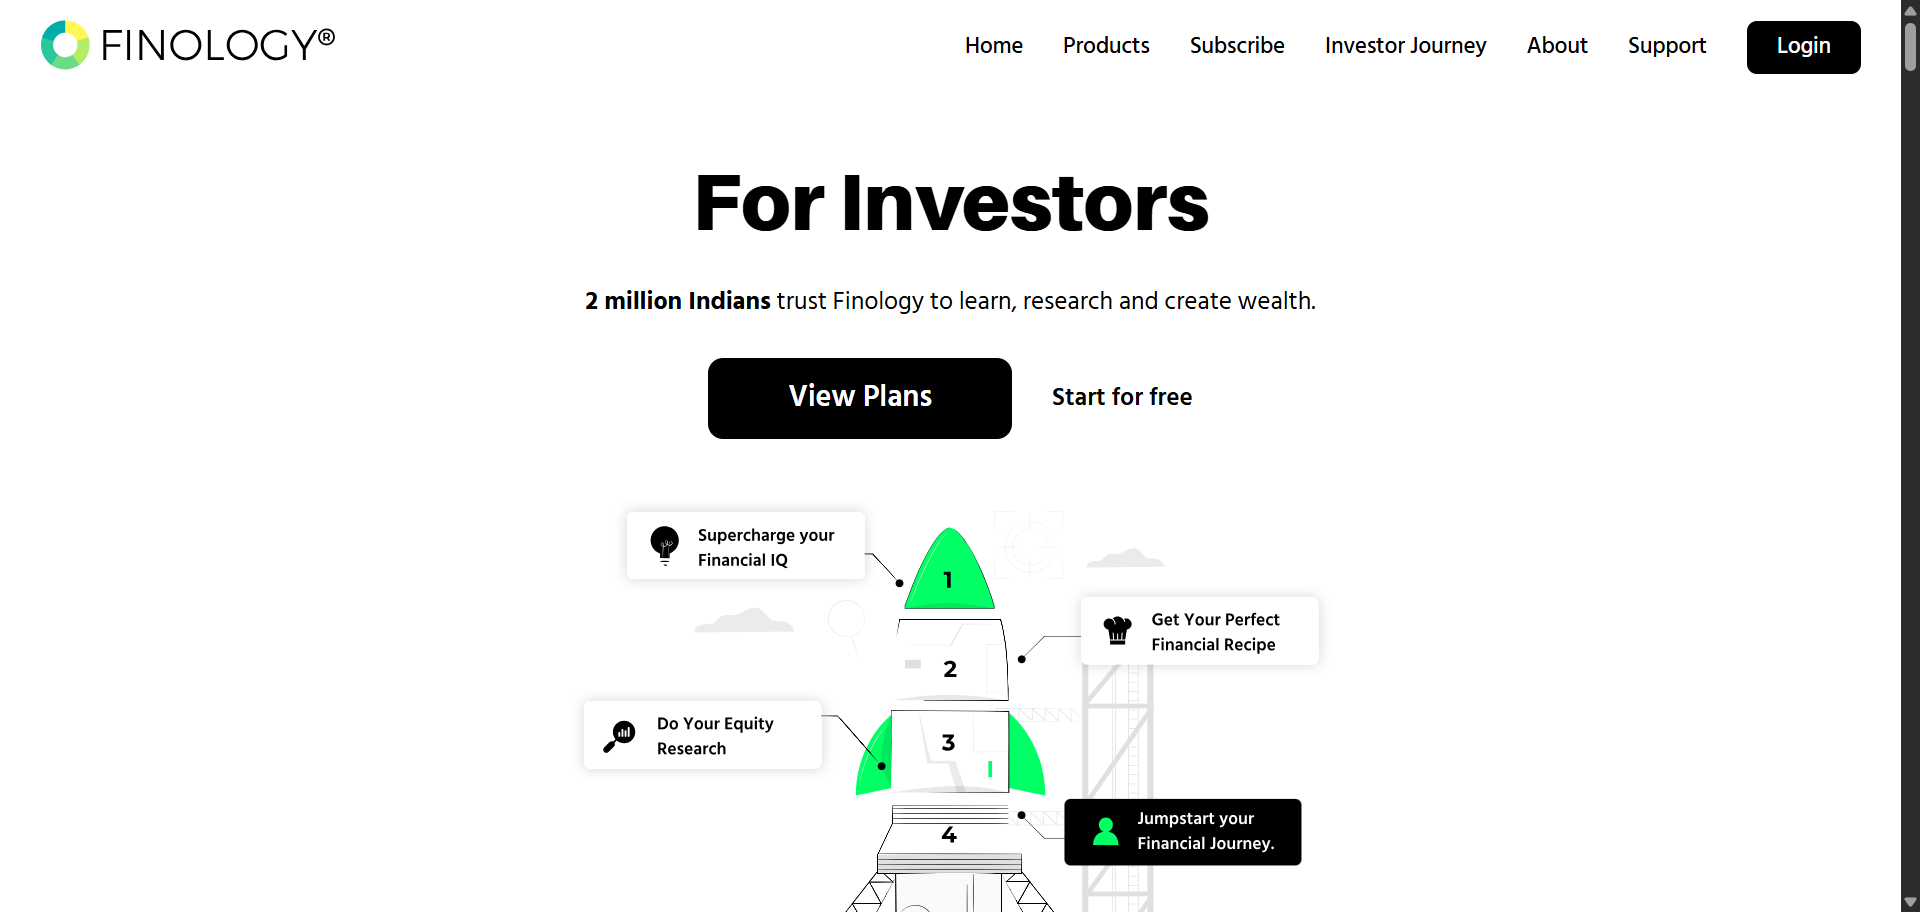 FINOLOGY®
Home Products Subscribe Investor Journey About Support Login
For Investors
2 million Indians trust Finology to learn, research and create wealth.
View Plans Start for free
Supercharge your
Financial IQ
1
Get Your Perfect
Financial Recipe
2
Do Your Equity
Research
3
Jumpstart your
Financial Journey.
4